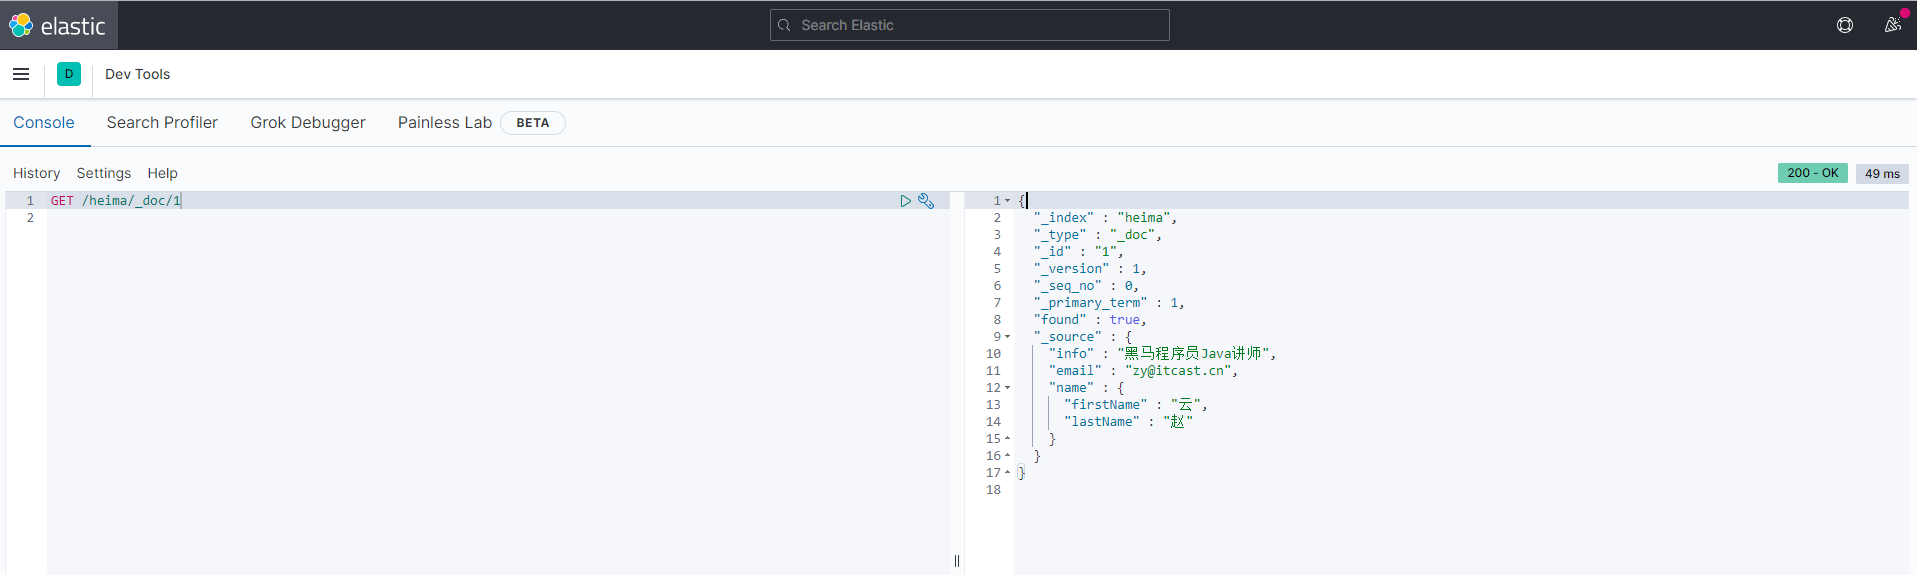 elastic
Search Elastic
D
Dev Tools
Console
Search Profiler
Grok Debugger
Painless Lab
BETA
History
Settings
Help
200 - OK
49 ms
1
GET /heima/_doc/1
2
1 {
2 "_index" : "heima",
3 "_type" : "_doc",
4 "_id" : "1",
5 "_version" : 1,
6 "_seq_no" : 0,
7 "_primary_term" : 1,
8 "found" : true,
9 "_source" : {
10 "info" : "黑马程序员Java讲师",
11 "email" : "zy@itcast.cn",
12 "name" : {
13 "firstName" : "云",
14 "lastName" : "赵"
15 }
16 }
17 }
18